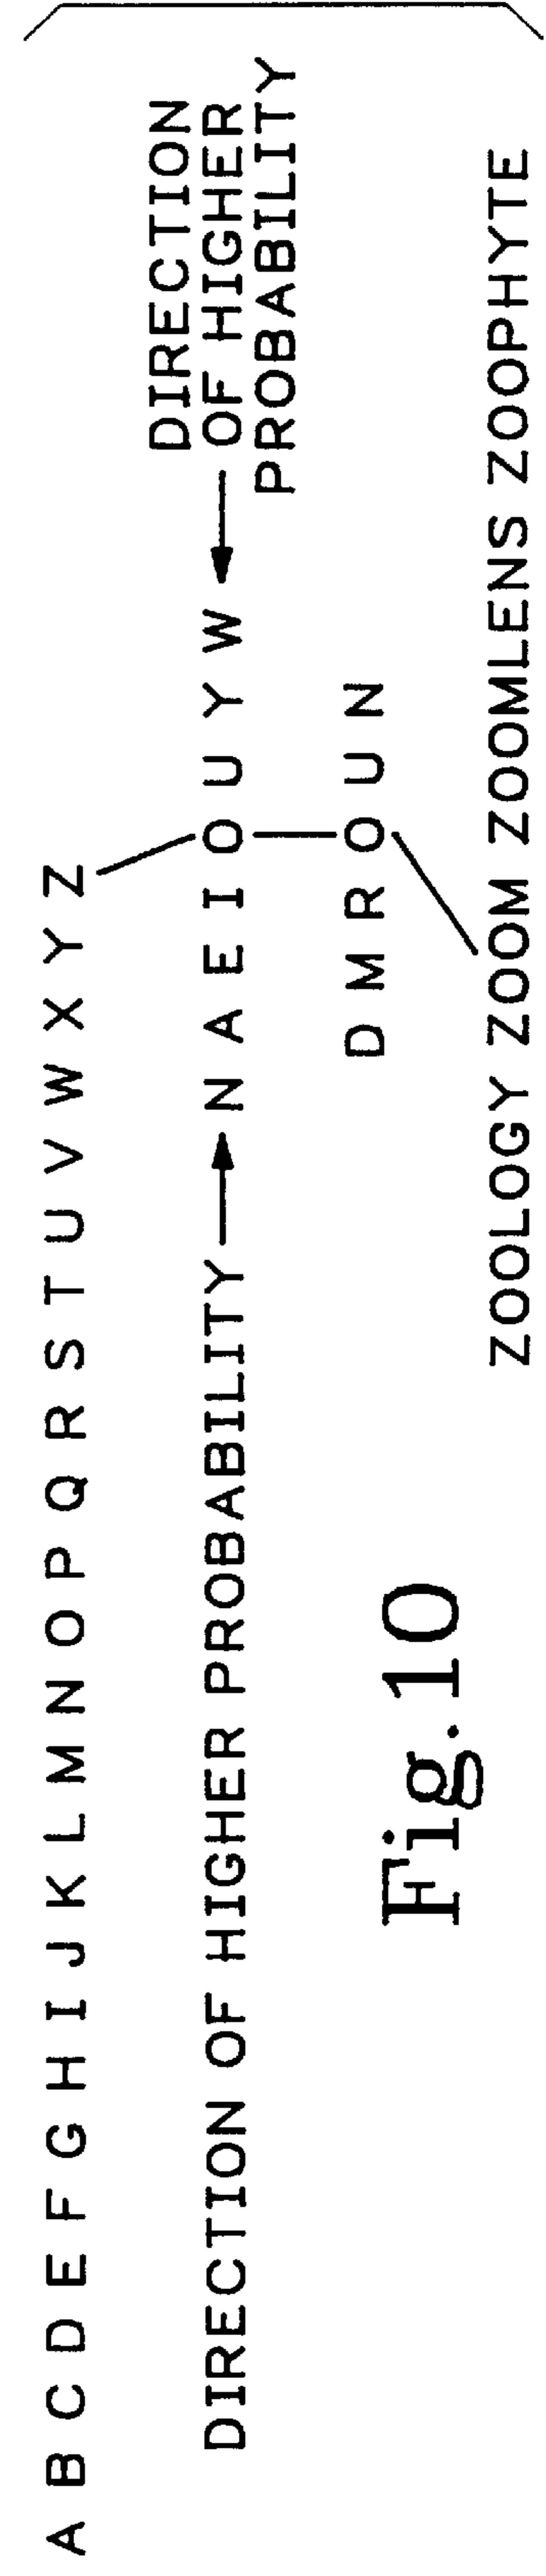 A B C D E F G H I J K L M N O P Q R S T U V W X Y Z
DIRECTION OF HIGHER PROBABILITY N A E I O U Y W
DIRECTION
OF HIGHER
PROBABILITY
D M R O U N
ZOOLOGY ZOOM ZOOMLENS ZOOPHYTE
Fig. 10